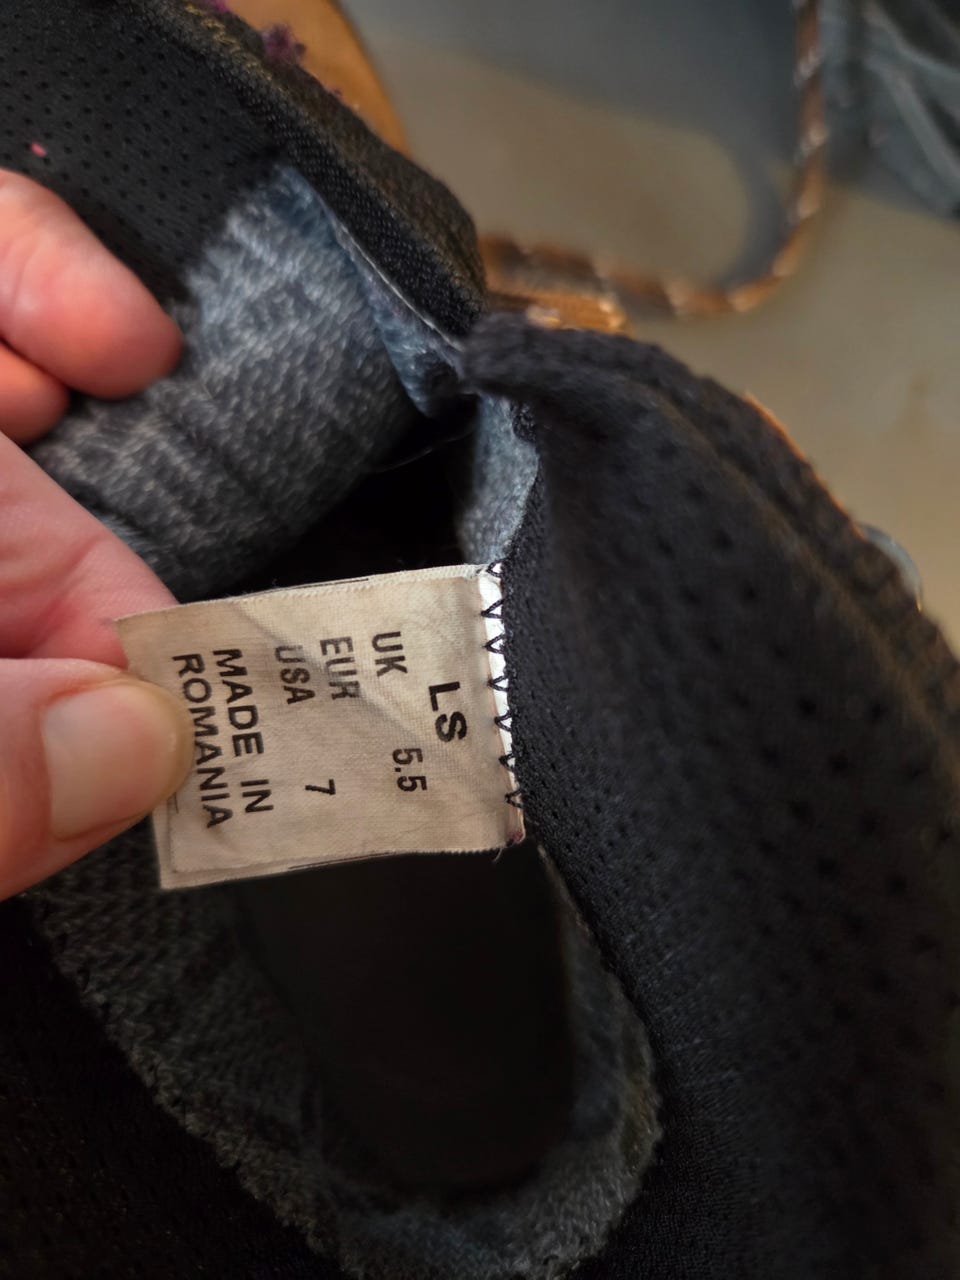 LS
UK 5.5
EUR
USA 7
MADE IN
ROMANIA